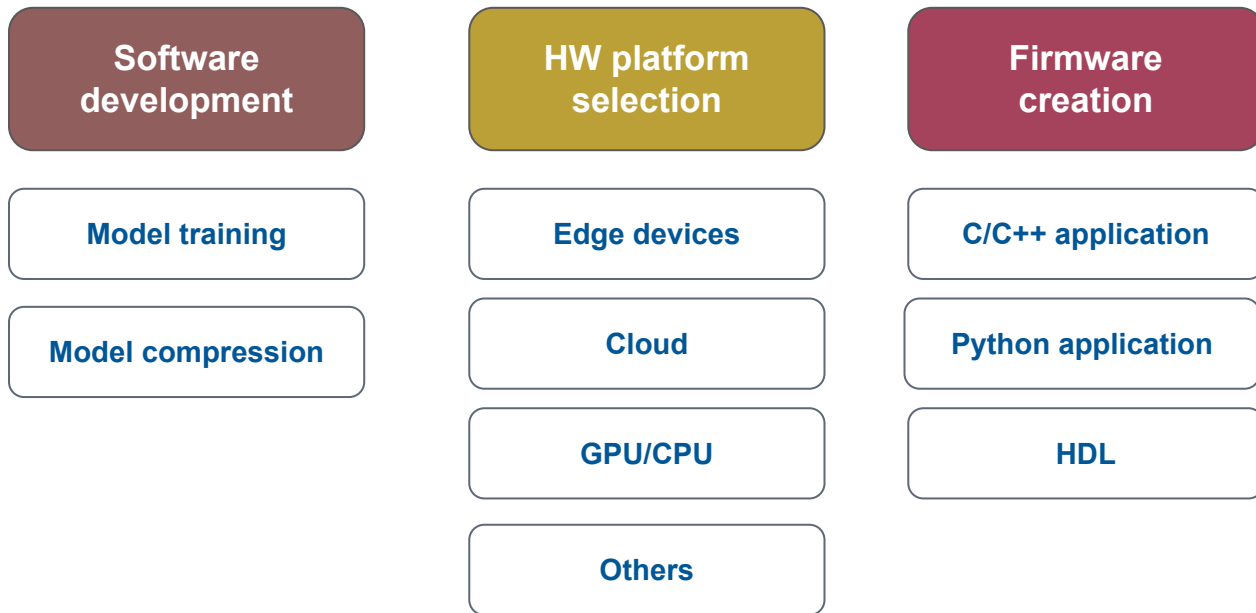 Software
development
HW platform
selection
Firmware
creation
Model training
Edge devices
C/C++ application
Model compression
Cloud
Python application
GPU/CPU
HDL
Others